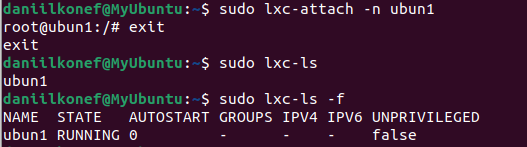 daniilkonef@MyUbuntu:~$ sudo lxc-attach -n ubun1
root@ubun1:/# exit
exit
daniilkonef@MyUbuntu:~$ sudo lxc-ls
ubun1
daniilkonef@MyUbuntu:~$ sudo lxc-ls -f
NAME  STATE   AUTOSTART GROUPS IPV4 IPV6 UNPRIVILEGED
ubun1 RUNNING 0         -      -    -    false